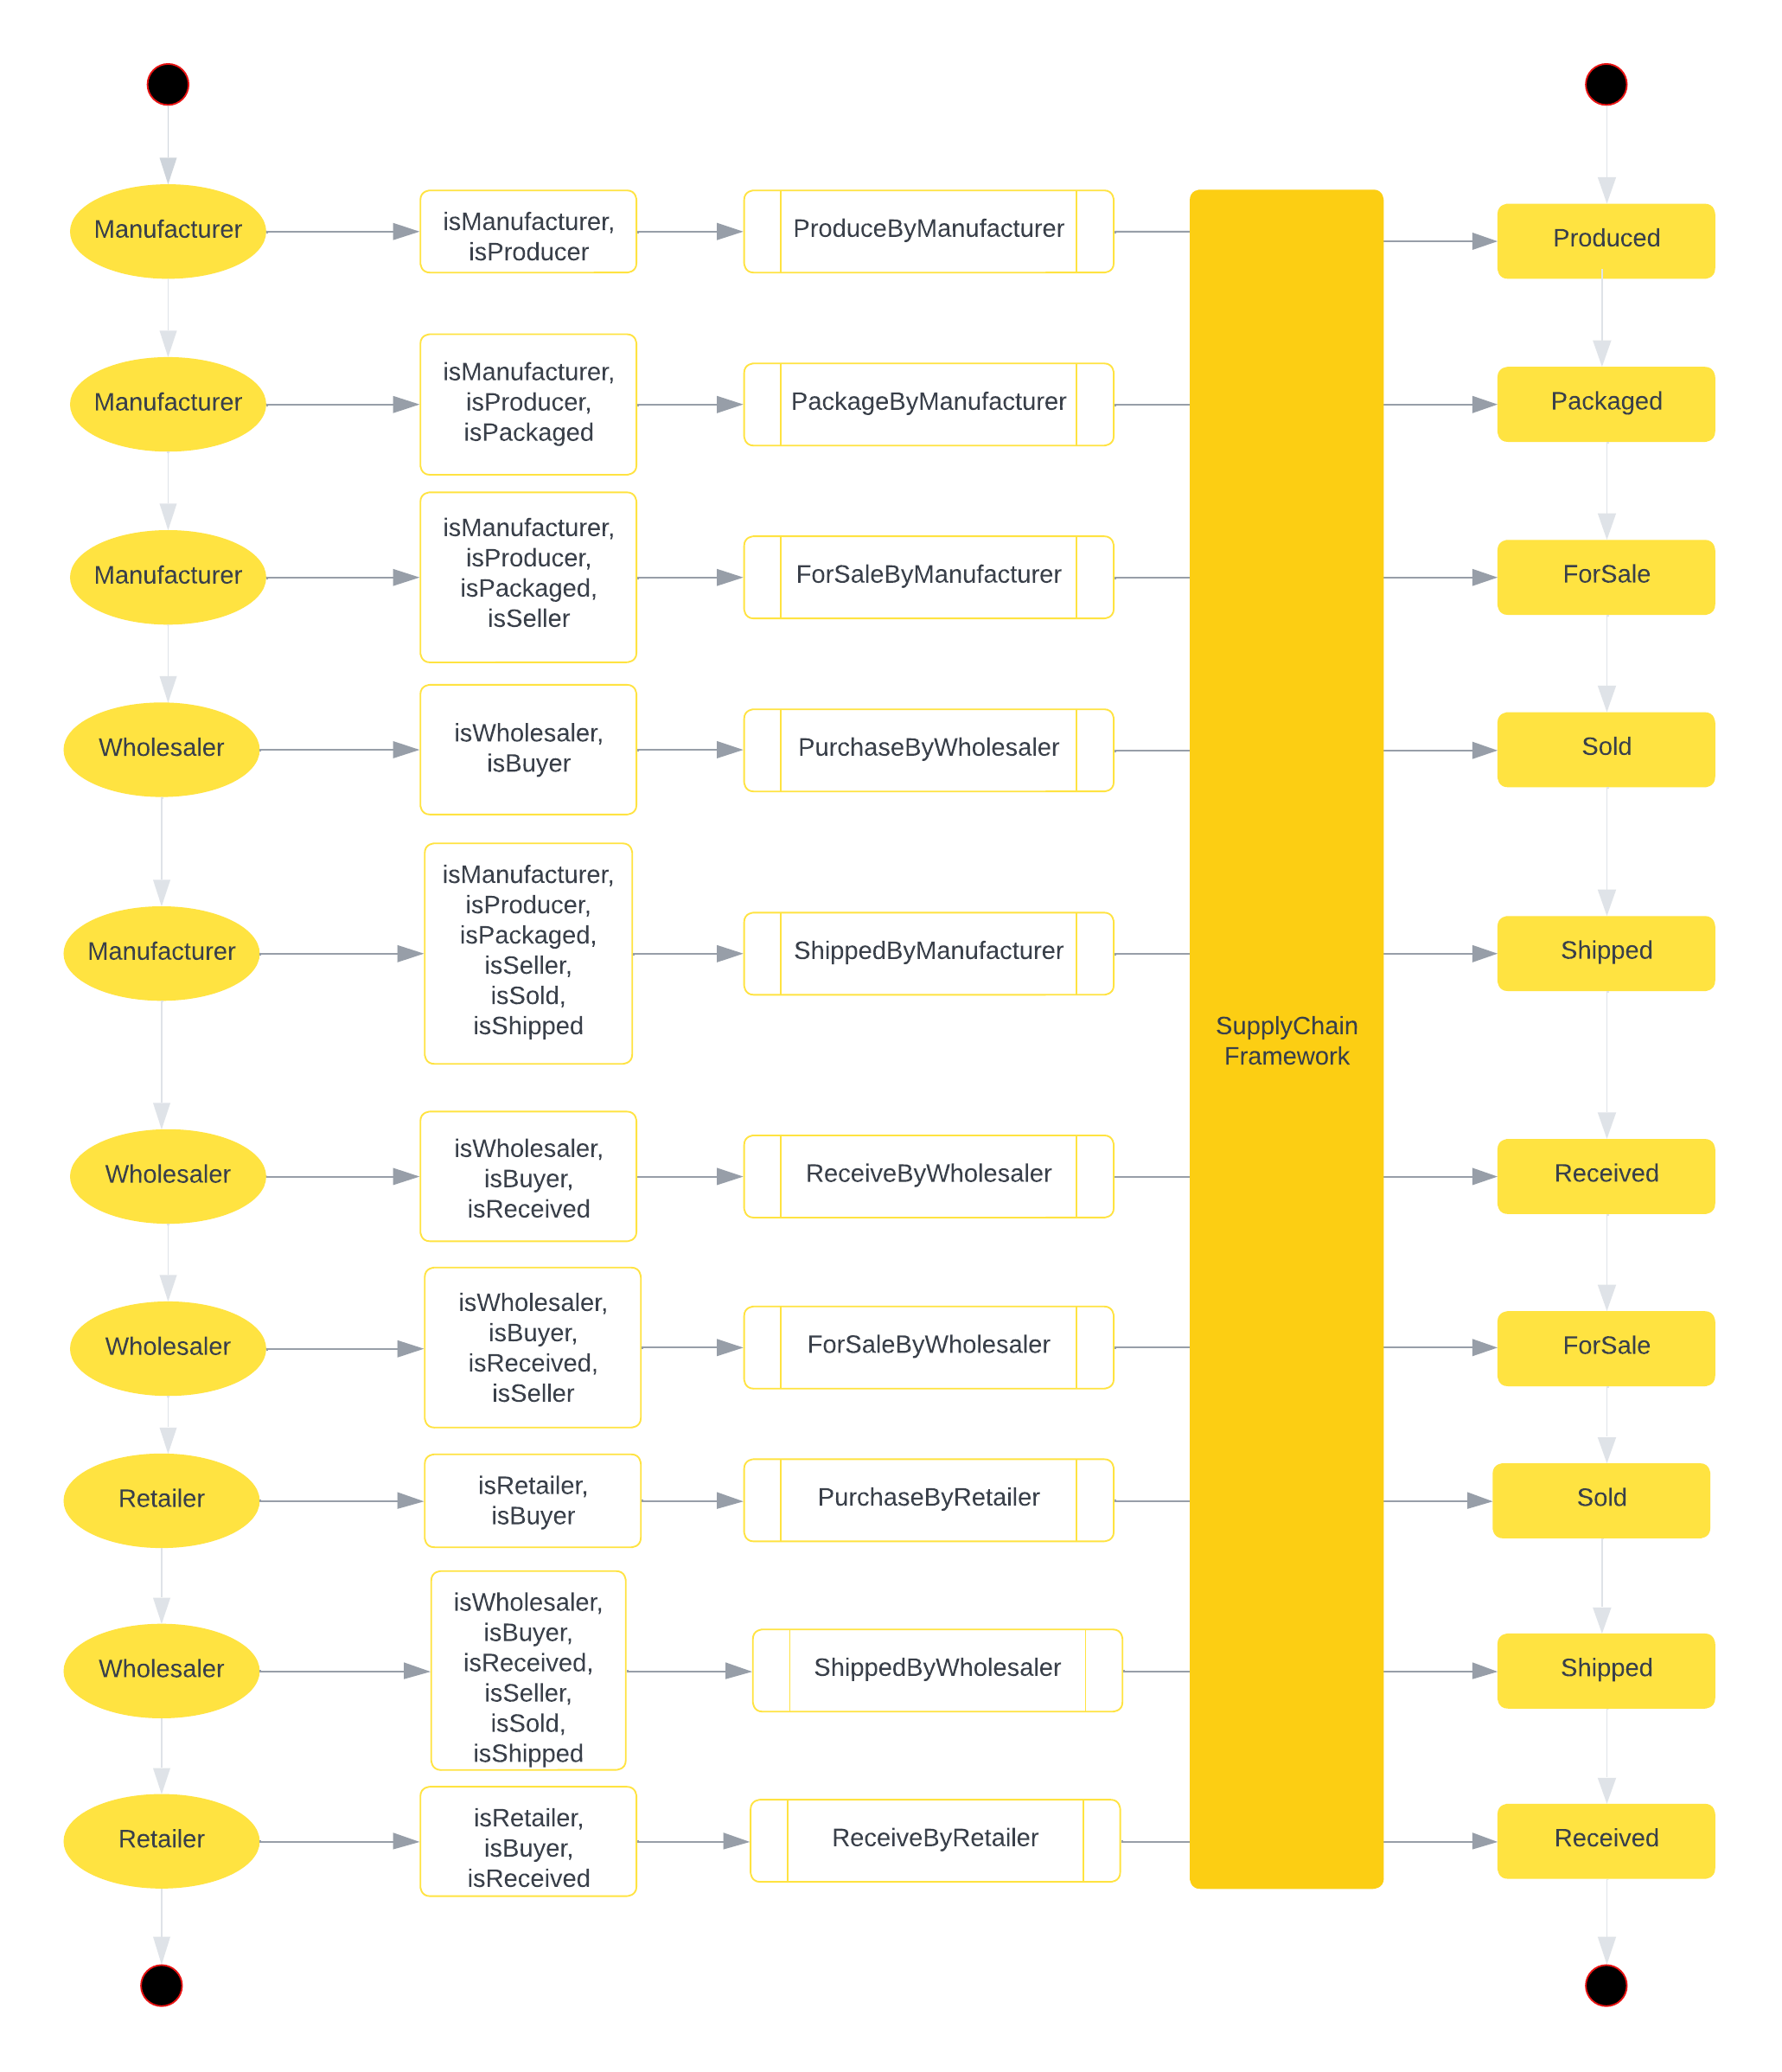 Manufacturer
isManufacturer,
isProducer
ProduceByManufacturer
Produced
Manufacturer
isManufacturer,
isProducer,
isPackaged
PackageByManufacturer
Packaged
Manufacturer
isManufacturer,
isProducer,
isPackaged,
isSeller
ForSaleByManufacturer
ForSale
Wholesaler
isWholesaler,
isBuyer
PurchaseByWholesaler
Sold
Manufacturer
isManufacturer,
isProducer,
isPackaged,
isSeller,
isSold,
isShipped
ShippedByManufacturer
SupplyChain
Framework
Shipped
Wholesaler
isWholesaler,
isBuyer,
isReceived
ReceiveByWholesaler
Received
Wholesaler
isWholesaler,
isBuyer,
isReceived,
isSeller
ForSaleByWholesaler
ForSale
Retailer
isRetailer,
isBuyer
PurchaseByRetailer
Sold
Wholesaler
isWholesaler,
isBuyer,
isReceived,
isSeller,
isSold,
isShipped
ShippedByWholesaler
Shipped
Retailer
isRetailer,
isBuyer,
isReceived
ReceiveByRetailer
Received